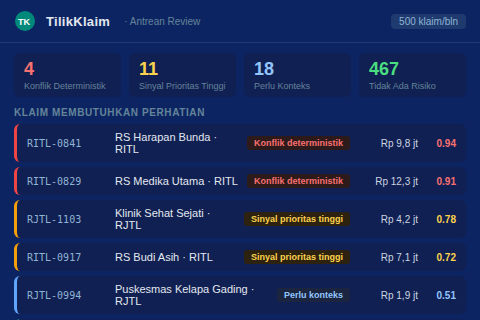 TK TilikKlaim · Antrean Review 500 klaim/bln
4 11 18 467
Konflik Deterministik Sinyal Prioritas Tinggi Perlu Konteks Tidak Ada Risiko
KLAIM MEMBUTUHKAN PERHATIAN
RITL-0841 RS Harapan Bunda · RITL Konflik deterministik Rp 9,8 jt 0.94
RITL-0829 RS Medika Utama · RITL Konflik deterministik Rp 12,3 jt 0.91
RJTL-1103 Klinik Sehat Sejati · RJTL Sinyal prioritas tinggi Rp 4,2 jt 0.78
RITL-0917 RS Budi Asih · RITL Sinyal prioritas tinggi Rp 7,1 jt 0.72
RJTL-0994 Puskesmas Kelapa Gading · RJTL Perlu konteks Rp 1,9 jt 0.51